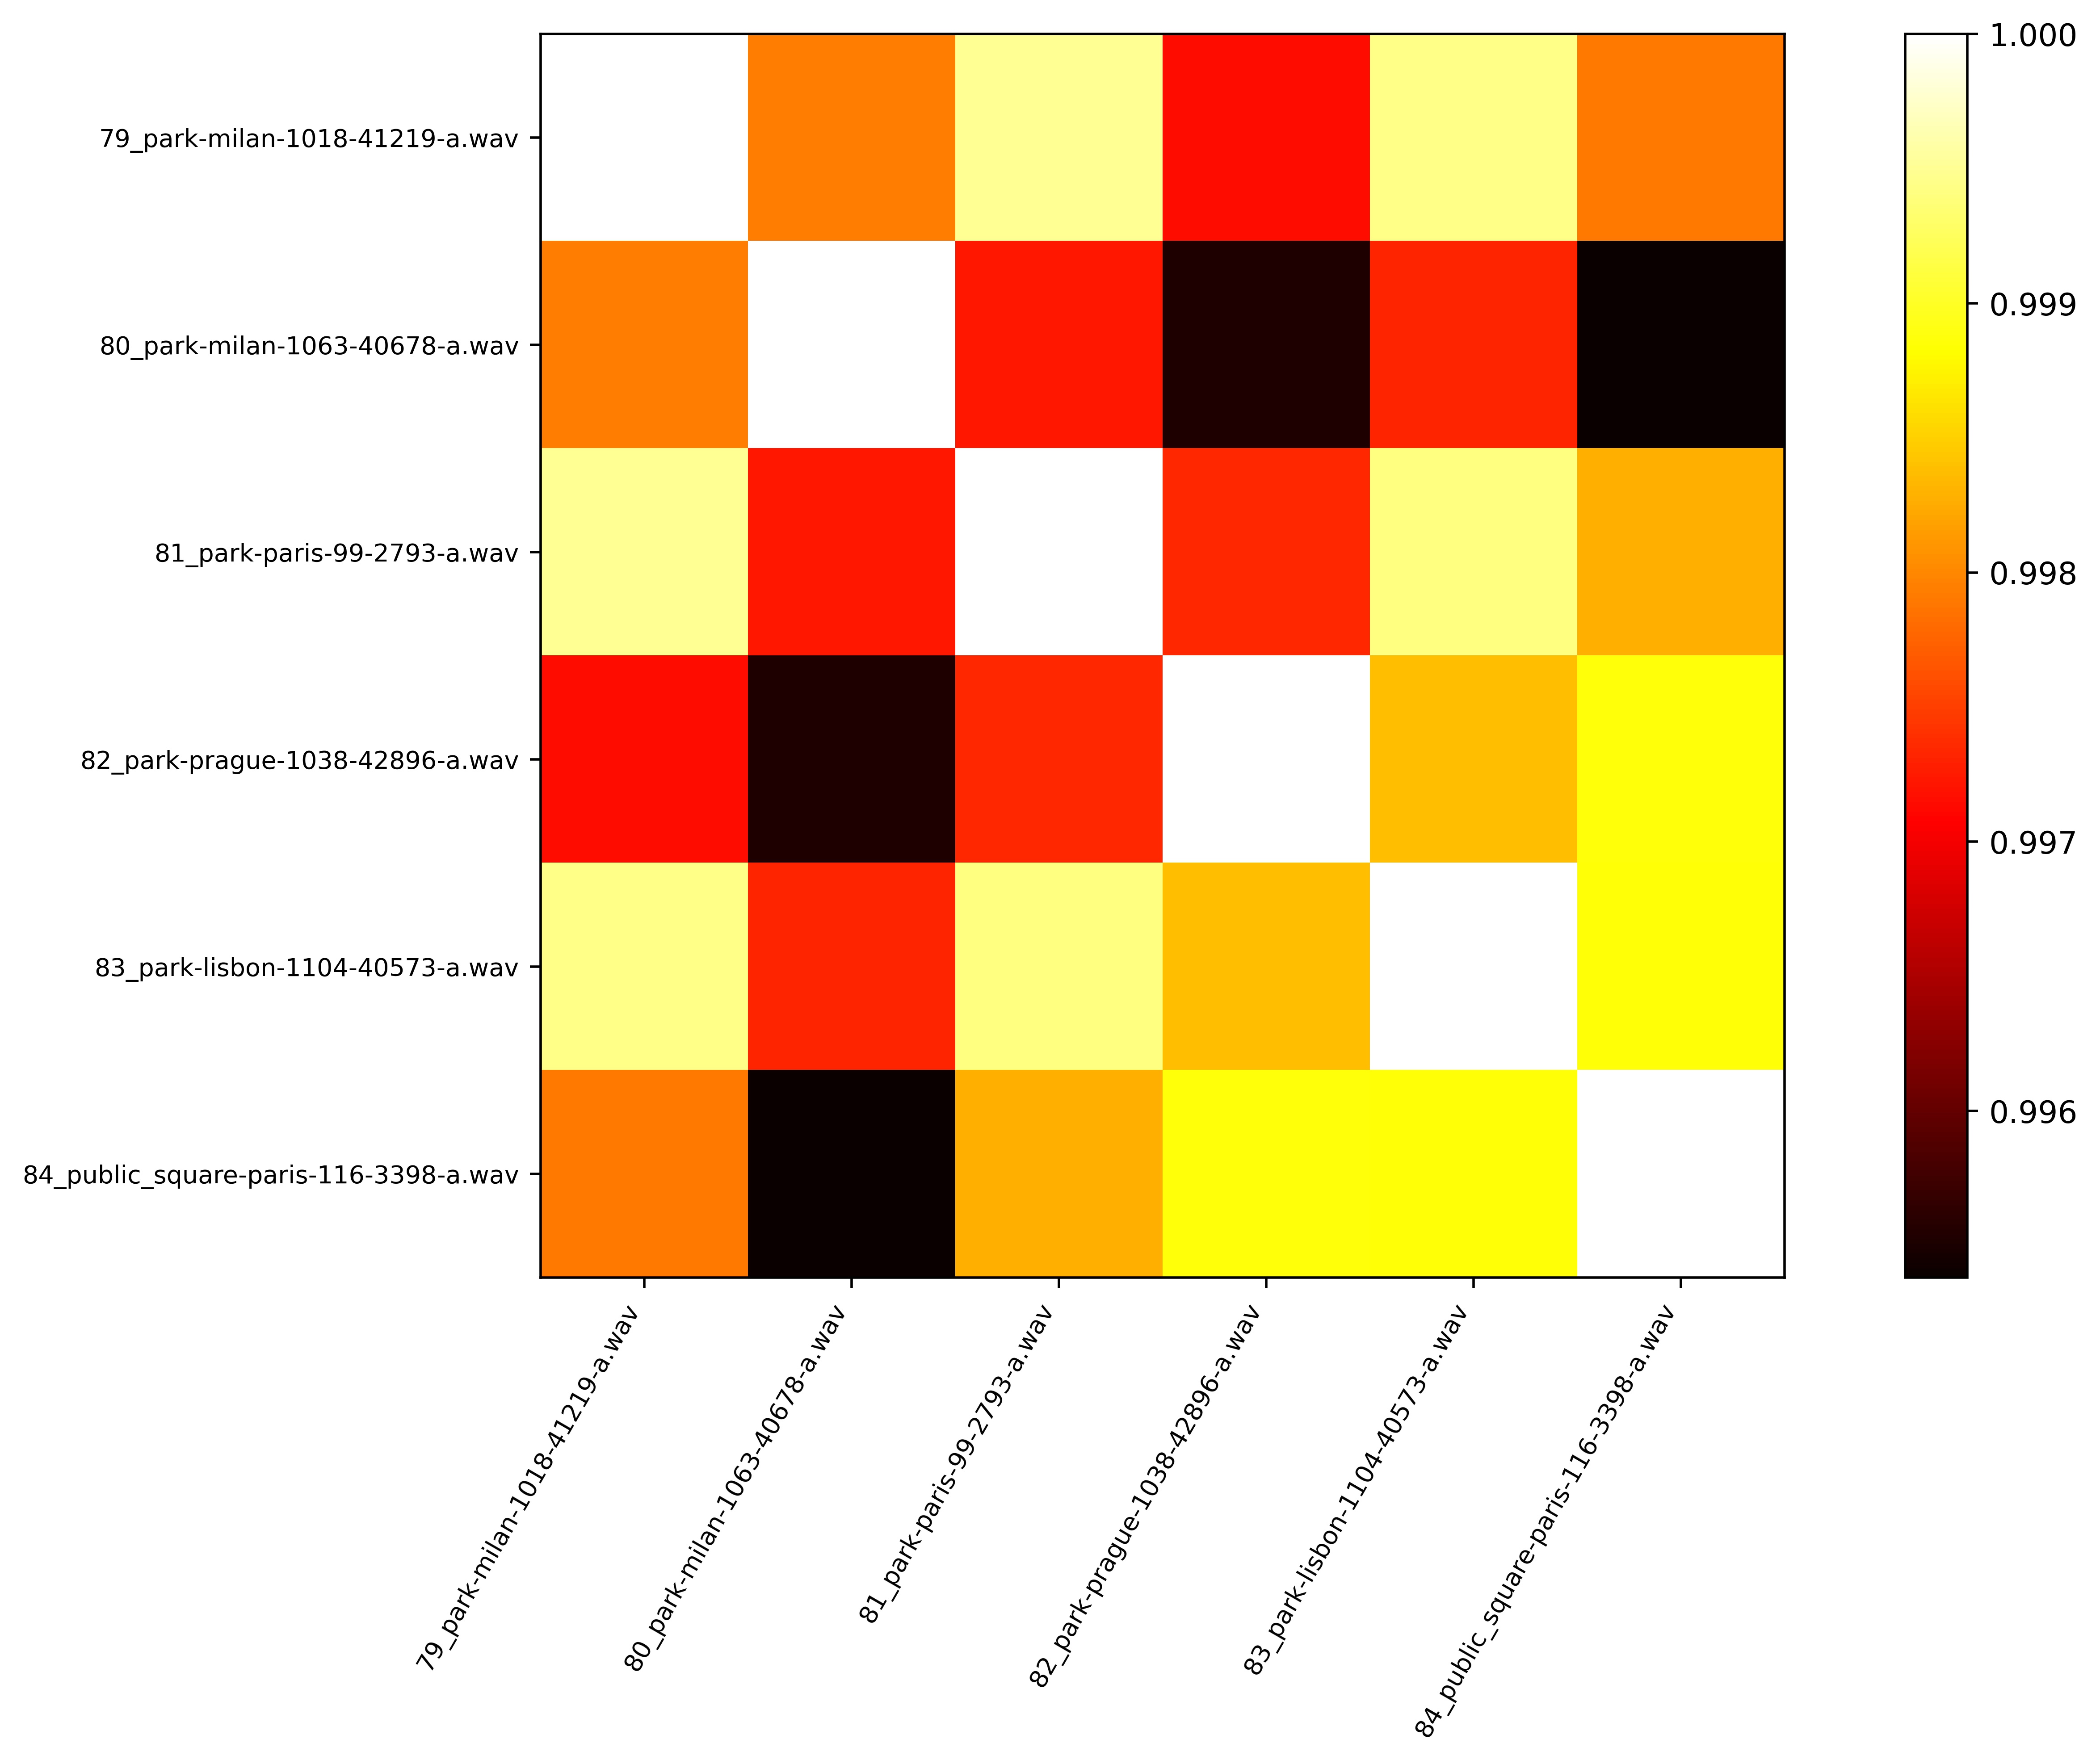 79_park-milan-1018-41219-a.wav
80_park-milan-1063-40678-a.wav
81_park-paris-99-2793-a.wav
82_park-prague-1038-42896-a.wav
83_park-lisbon-1104-40573-a.wav
84_public_square-paris-116-3398-a.wav
79_park-milan-1018-41219-a.wav
80_park-milan-1063-40678-a.wav
81_park-paris-99-2793-a.wav
82_park-prague-1038-42896-a.wav
83_park-lisbon-1104-40573-a.wav
84_public_square-paris-116-3398-a.wav
1.000
0.999
0.998
0.997
0.996